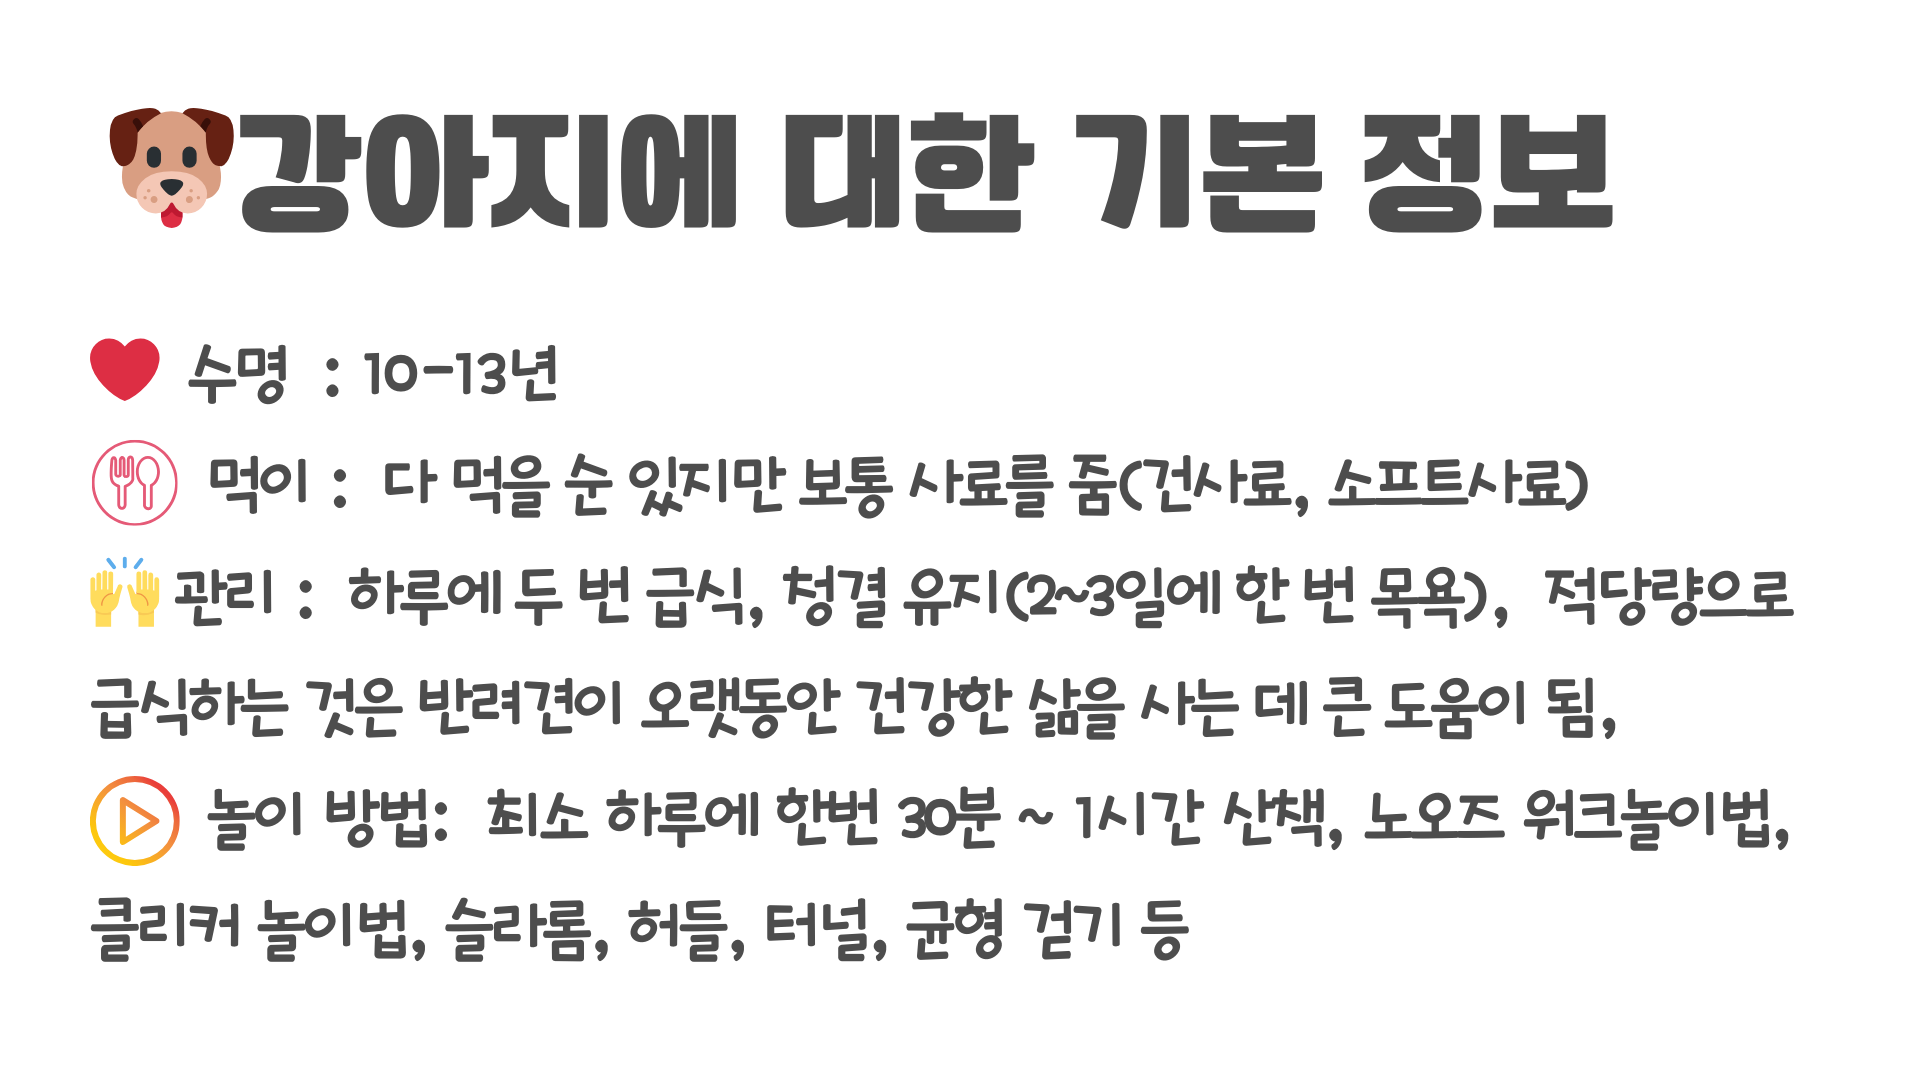 강아지에 대한 기본 정보
수명 : 10-13년
먹이 : 다 먹을 순 있지만 보통 사료를 줌(건사료, 소프트사료)
관리 : 하루에 두 번 급식, 청결 유지(2~3일에 한 번 목욕), 적당량으로
급식하는 것은 반려견이 오랫동안 건강한 삶을 사는 데 큰 도움이 됨,
놀이 방법: 최소 하루에 한번 30분 ~ 1시간 산책, 노오즈 워크놀이법,
클리커 놀이법, 슬라롬, 허들, 터널, 균형 걷기 등